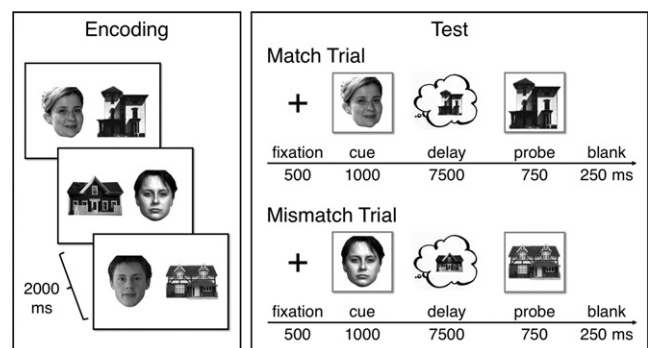 Encoding
2000
ms
Test
Match Trial
+
fixation cue delay probe blank
500 1000 7500 750 250 ms
Mismatch Trial
+
fixation cue delay probe blank
500 1000 7500 750 250 ms